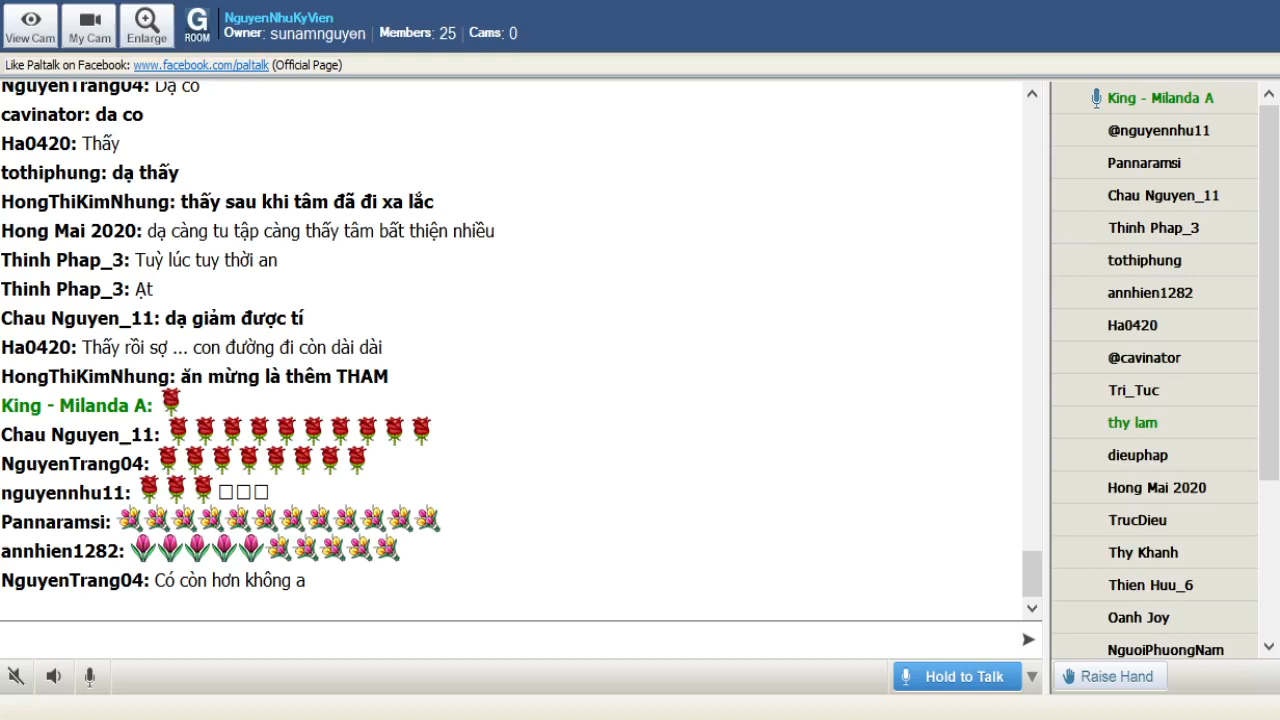 View Cam
My Cam
Enlarge
G
ROOM
NguyenNhuKyVien
Owner: sunamnguyen | Members: 25 | Cams: 0
Like Paltalk on Facebook: www.facebook.com/paltalk (Official Page)
NguyenTrang04: Dạ co
cavinator: da co
Ha0420: Thấy
tothiphung: dạ thấy
HongThiKimNhung: thấy sau khi tâm đã đi xa lắc
Hong Mai 2020: dạ càng tu tập càng thấy tâm bất thiện nhiều
Thinh Phap_3: Tuỳ lúc tuy thời an
Thinh Phap_3: Ạt
Chau Nguyen_11: dạ giảm được tí
Ha0420: Thấy rồi sợ ... con đường đi còn dài dài
HongThiKimNhung: ăn mừng là thêm THAM
King - Milanda A:
Chau Nguyen_11:
NguyenTrang04:
nguyennhu11:
Pannaramsi:
annhien1282:
NguyenTrang04: Có còn hơn không a
Hold to Talk
King - Milanda A
@nguyennhu11
Pannaramsi
Chau Nguyen_11
Thinh Phap_3
tothiphung
annhien1282
Ha0420
@cavinator
Tri_Tuc
thy lam
dieuphap
Hong Mai 2020
TrucDieu
Thy Khanh
Thien Huu_6
Oanh Joy
NguoiPhuongNam
Raise Hand